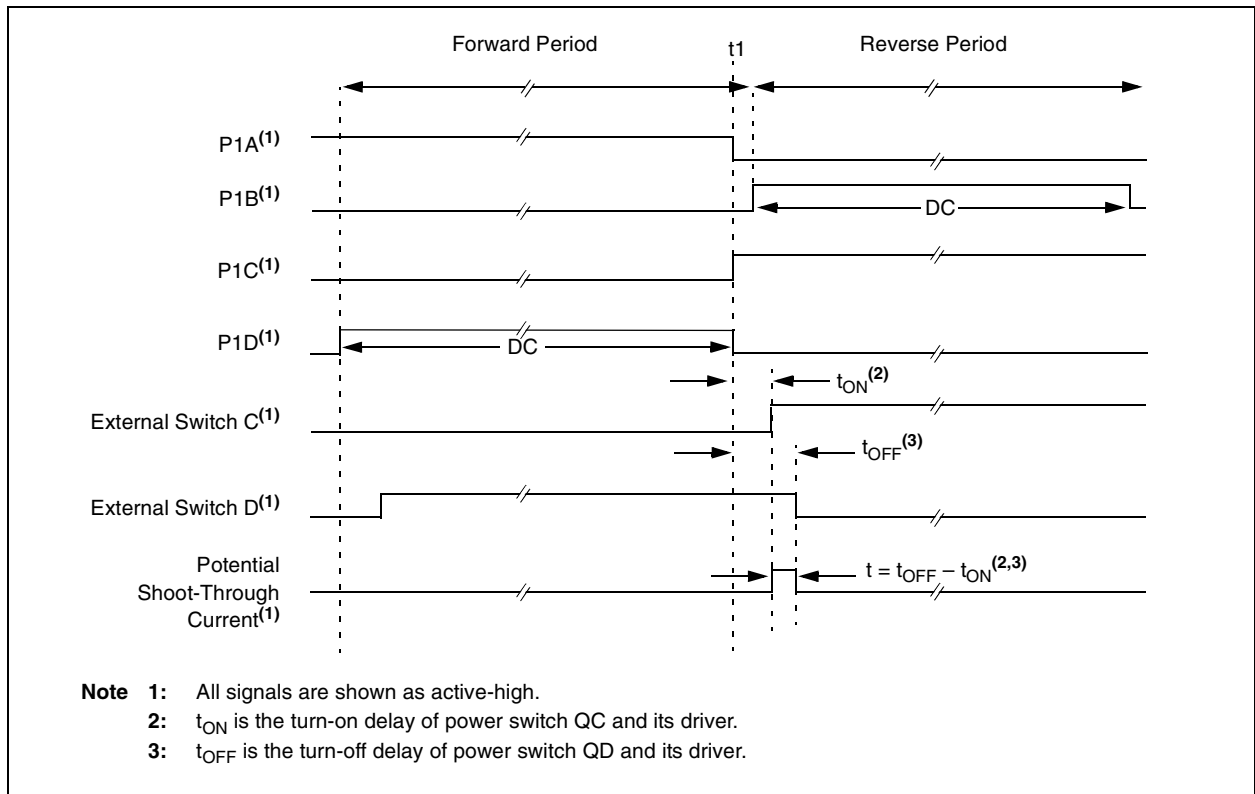 Forward Period t1 Reverse Period
P1A(1)
P1B(1)
DC
P1C(1)
P1D(1)
DC
tON(2)
External Switch C(1)
tOFF(3)
External Switch D(1)
Potential
Shoot-Through
Current(1)
t = tOFF – tON(2,3)
Note 1: All signals are shown as active-high.
2: tON is the turn-on delay of power switch QC and its driver.
3: tOFF is the turn-off delay of power switch QD and its driver.